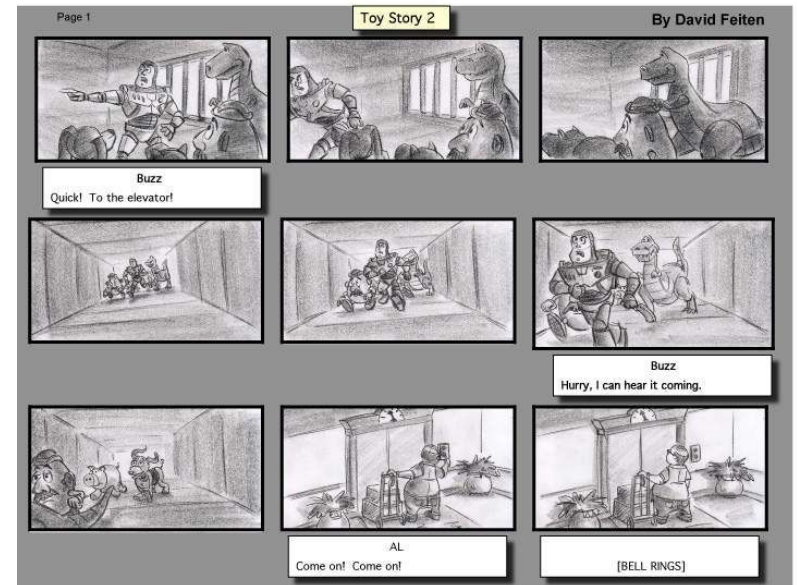 Page 1
Toy Story 2
By David Feiten
Buzz
Quick! To the elevator!
Buzz
Hurry, I can hear it coming.
AL
Come on! Come on!
[BELL RINGS]